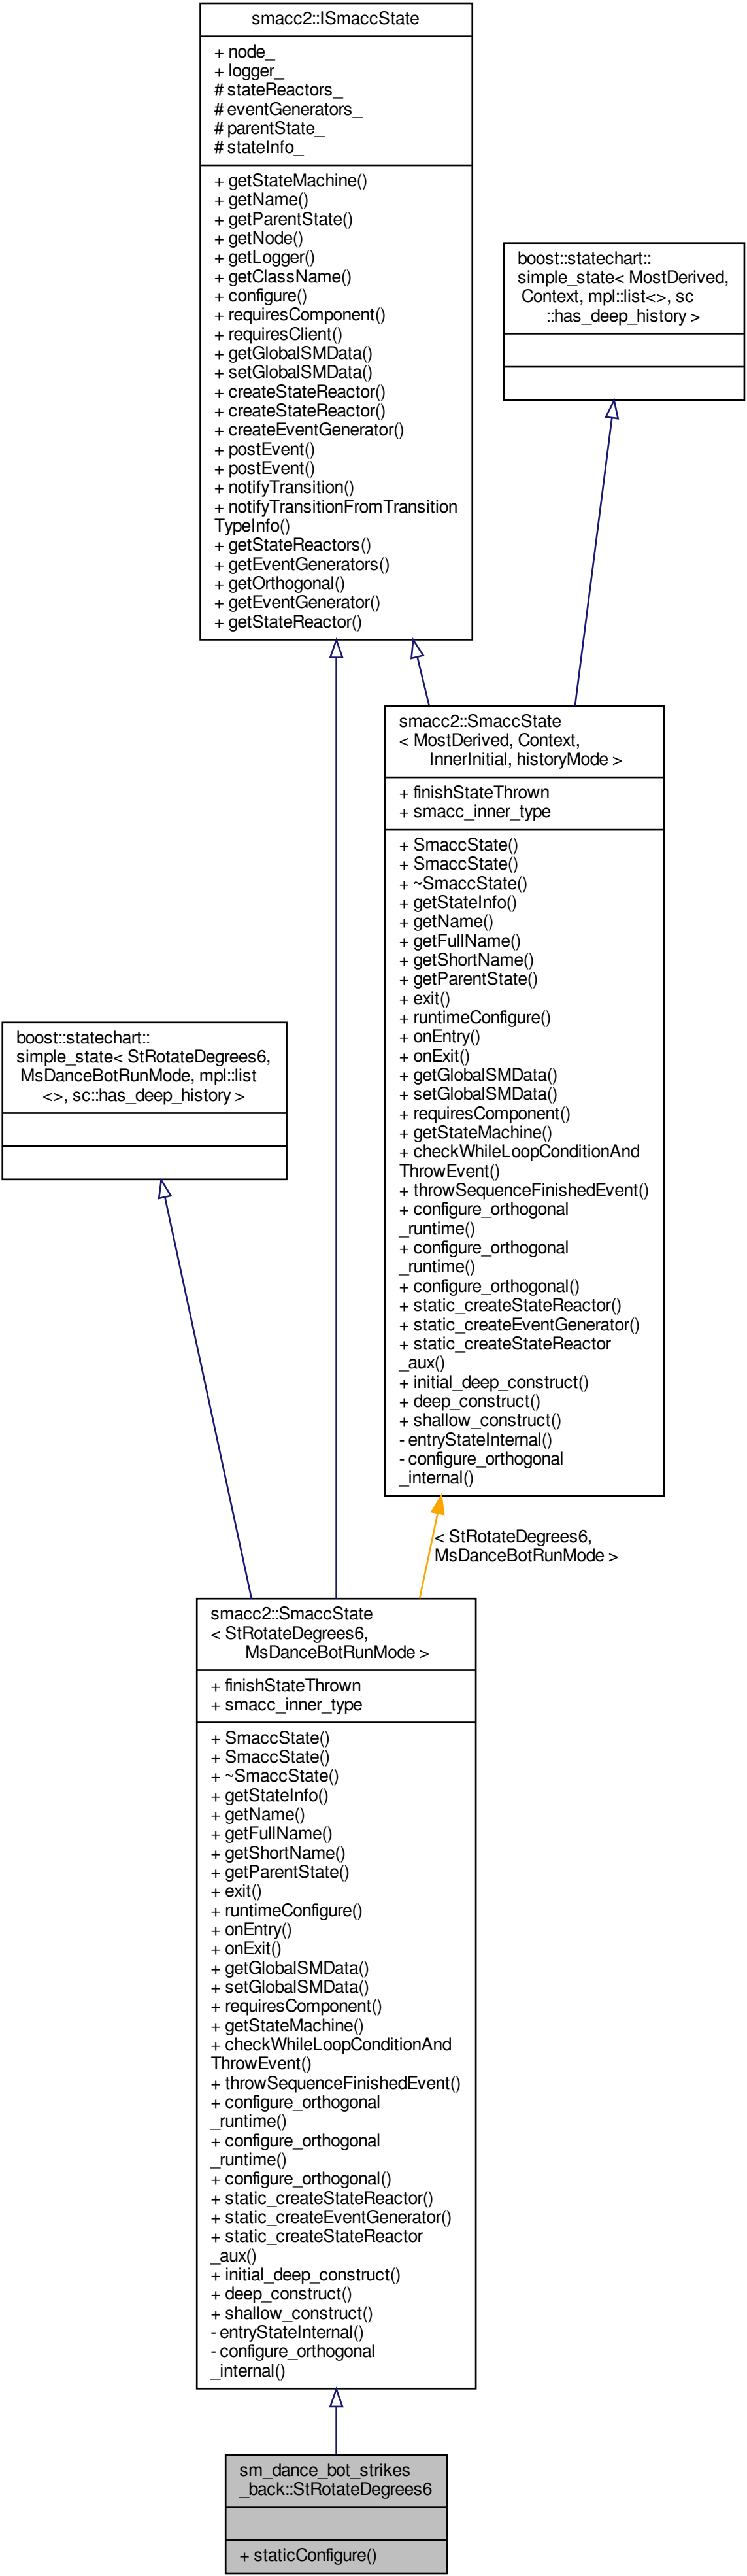 smacc2::ISmaccState
+ node_
+ logger_
# stateReactors_
# eventGenerators_
# parentState_
# stateInfo_
+ getStateMachine()
+ getName()
+ getParentState()
+ getNode()
+ getLogger()
+ getClassName()
+ configure()
+ requiresComponent()
+ requiresClient()
+ getGlobalSMData()
+ setGlobalSMData()
+ createStateReactor()
+ createStateReactor()
+ createEventGenerator()
+ postEvent()
+ postEvent()
+ notifyTransition()
+ notifyTransitionFromTransition
TypeInfo()
+ getStateReactors()
+ getEventGenerators()
+ getOrthogonal()
+ getEventGenerator()
+ getStateReactor()
boost::statechart::
simple_state< MostDerived,
Context, mpl::list<>, sc
::has_deep_history >
smacc2::SmaccState
< MostDerived, Context,
InnerInitial, historyMode >
+ finishStateThrown
+ smacc_inner_type
+ SmaccState()
+ SmaccState()
+ ~SmaccState()
+ getStateInfo()
+ getName()
+ getFullName()
+ getShortName()
+ getParentState()
+ exit()
+ runtimeConfigure()
+ onEntry()
+ onExit()
+ getGlobalSMData()
+ setGlobalSMData()
+ requiresComponent()
+ getStateMachine()
+ checkWhileLoopConditionAnd
ThrowEvent()
+ throwSequenceFinishedEvent()
+ configure_orthogonal
_runtime()
+ configure_orthogonal
_runtime()
+ configure_orthogonal()
+ static_createStateReactor()
+ static_createEventGenerator()
+ static_createStateReactor
_aux()
+ initial_deep_construct()
+ deep_construct()
+ shallow_construct()
- entryStateInternal()
- configure_orthogonal
_internal()
boost::statechart::
simple_state< StRotateDegrees6,
MsDanceBotRunMode, mpl::list
<>, sc::has_deep_history >
< StRotateDegrees6,
MsDanceBotRunMode >
smacc2::SmaccState
< StRotateDegrees6,
MsDanceBotRunMode >
+ finishStateThrown
+ smacc_inner_type
+ SmaccState()
+ SmaccState()
+ ~SmaccState()
+ getStateInfo()
+ getName()
+ getFullName()
+ getShortName()
+ getParentState()
+ exit()
+ runtimeConfigure()
+ onEntry()
+ onExit()
+ getGlobalSMData()
+ setGlobalSMData()
+ requiresComponent()
+ getStateMachine()
+ checkWhileLoopConditionAnd
ThrowEvent()
+ throwSequenceFinishedEvent()
+ configure_orthogonal
_runtime()
+ configure_orthogonal
_runtime()
+ configure_orthogonal()
+ static_createStateReactor()
+ static_createEventGenerator()
+ static_createStateReactor
_aux()
+ initial_deep_construct()
+ deep_construct()
+ shallow_construct()
- entryStateInternal()
- configure_orthogonal
_internal()
sm_dance_bot_strikes
_back::StRotateDegrees6
+ staticConfigure()